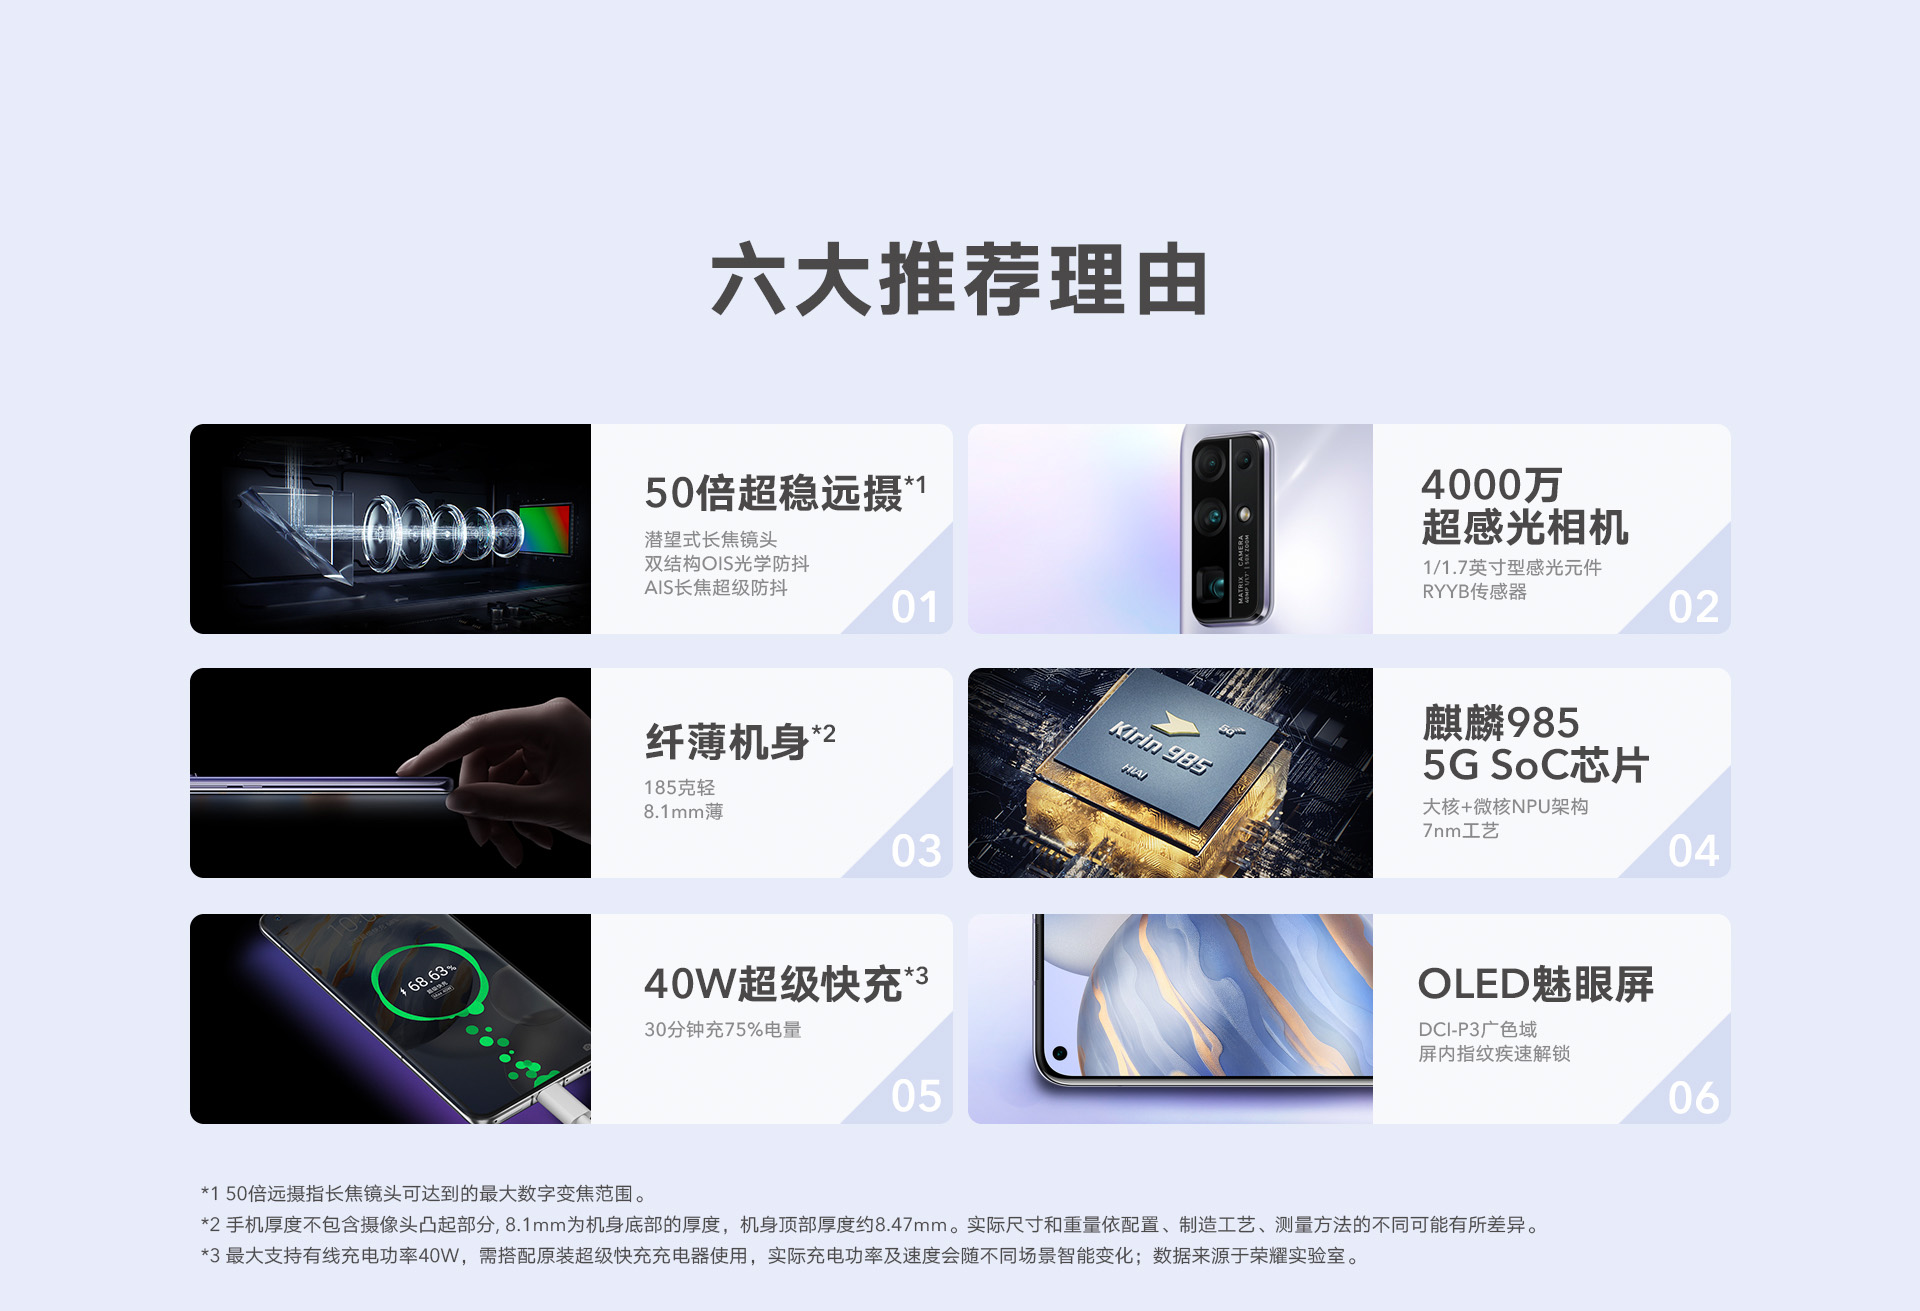 六大推荐理由
50倍超稳远摄*1
潜望式长焦镜头
双结构OIS光学防抖
AIS长焦超级防抖
01
MATRIX CAMERA
4000万
超感光相机
1/1.7英寸型感光元件
RYYB传感器
02
纤薄机身*2
185克轻
8.1mm薄
03
5G
Kirin 985
HiAI
麒麟985
5G SoC芯片
大核+微核NPU架构
7nm工艺
04
68.63%
超级快充
40W超级快充*3
30分钟充75%电量
05
OLED魅眼屏
DCI-P3广色域
屏内指纹疾速解锁
06
*1 50倍远摄指长焦镜头可达到的最大数字变焦范围。
*2 手机厚度不包含摄像头凸起部分, 8.1mm为机身底部的厚度，机身顶部厚度约8.47mm。实际尺寸和重量依配置、制造工艺、测量方法的不同可能有所差异。
*3 最大支持有线充电功率40W，需搭配原装超级快充充电器使用，实际充电功率及速度会随不同场景智能变化；数据来源于荣耀实验室。